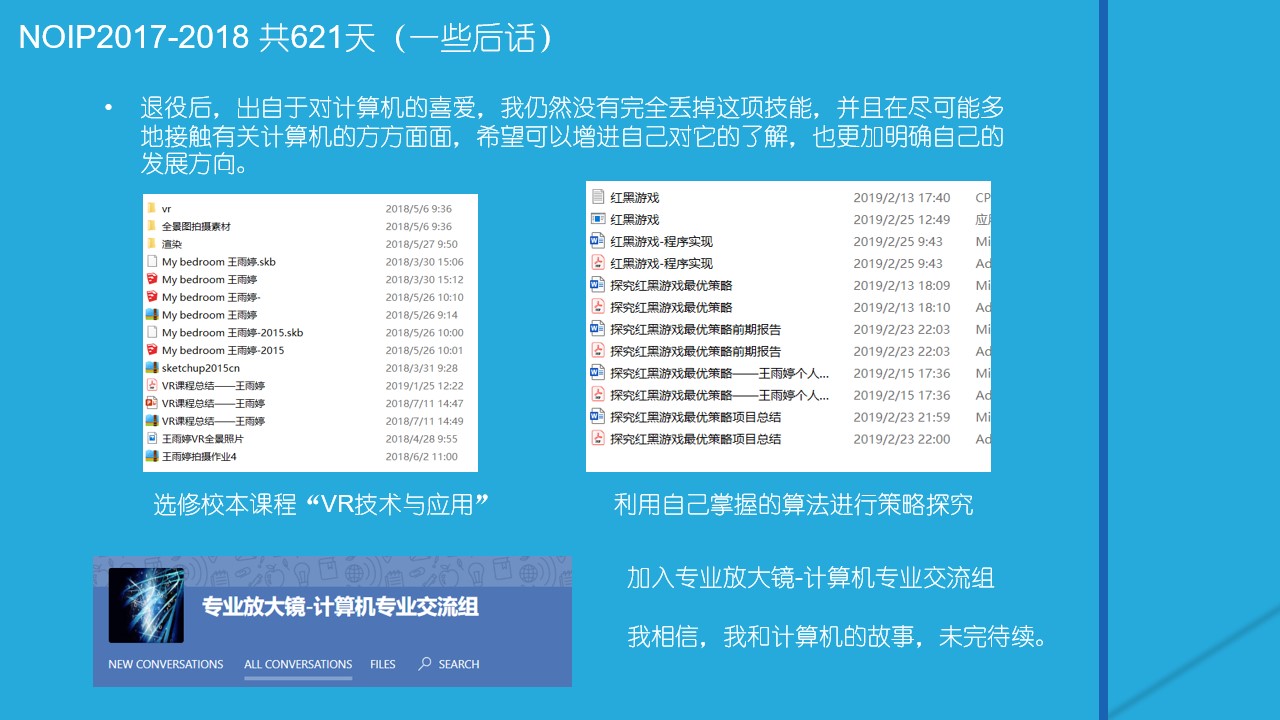 NOIP2017-2018 共621天（一些后话）
• 退役后，出自于对计算机的喜爱，我仍然没有完全丢掉这项技能，并且在尽可能多
地接触有关计算机的方方面面，希望可以增进自己对它的了解，也更加明确自己的
发展方向。
vr 2018/5/6 9:36
全景图拍摄素材 2018/5/6 9:36
渲染 2018/5/27 9:50
My bedroom 王雨婷.skb 2018/3/30 15:06
My bedroom 王雨婷 2018/3/30 15:12
My bedroom 王雨婷- 2018/5/26 10:10
My bedroom 王雨婷 2018/5/26 9:14
My bedroom 王雨婷-2015.skb 2018/5/26 10:00
My bedroom 王雨婷-2015 2018/5/26 10:01
sketchup2015cn 2018/3/31 9:28
VR课程总结——王雨婷 2019/1/25 12:22
VR课程总结——王雨婷 2018/7/11 14:47
VR课程总结——王雨婷 2018/7/11 14:49
王雨婷VR全景照片 2018/4/28 9:55
王雨婷拍摄作业4 2018/6/2 11:00
红黑游戏 2019/2/13 17:40 CP
红黑游戏 2019/2/25 12:49 应
红黑游戏-程序实现 2019/2/25 9:43 Mi
红黑游戏-程序实现 2019/2/25 9:43 Ad
探究红黑游戏最优策略 2019/2/13 18:09 Mi
探究红黑游戏最优策略 2019/2/13 18:10 Ad
探究红黑游戏最优策略前期报告 2019/2/23 22:03 Mi
探究红黑游戏最优策略前期报告 2019/2/23 22:03 Ad
探究红黑游戏最优策略——王雨婷个人... 2019/2/15 17:36 Mi
探究红黑游戏最优策略——王雨婷个人... 2019/2/15 17:36 Ad
探究红黑游戏最优策略项目总结 2019/2/23 21:59 Mi
探究红黑游戏最优策略项目总结 2019/2/23 22:00 Ad
选修校本课程“VR技术与应用”
利用自己掌握的算法进行策略探究
专业放大镜-计算机专业交流组
NEW CONVERSATIONS ALL CONVERSATIONS FILES SEARCH
加入专业放大镜-计算机专业交流组
我相信，我和计算机的故事，未完待续。